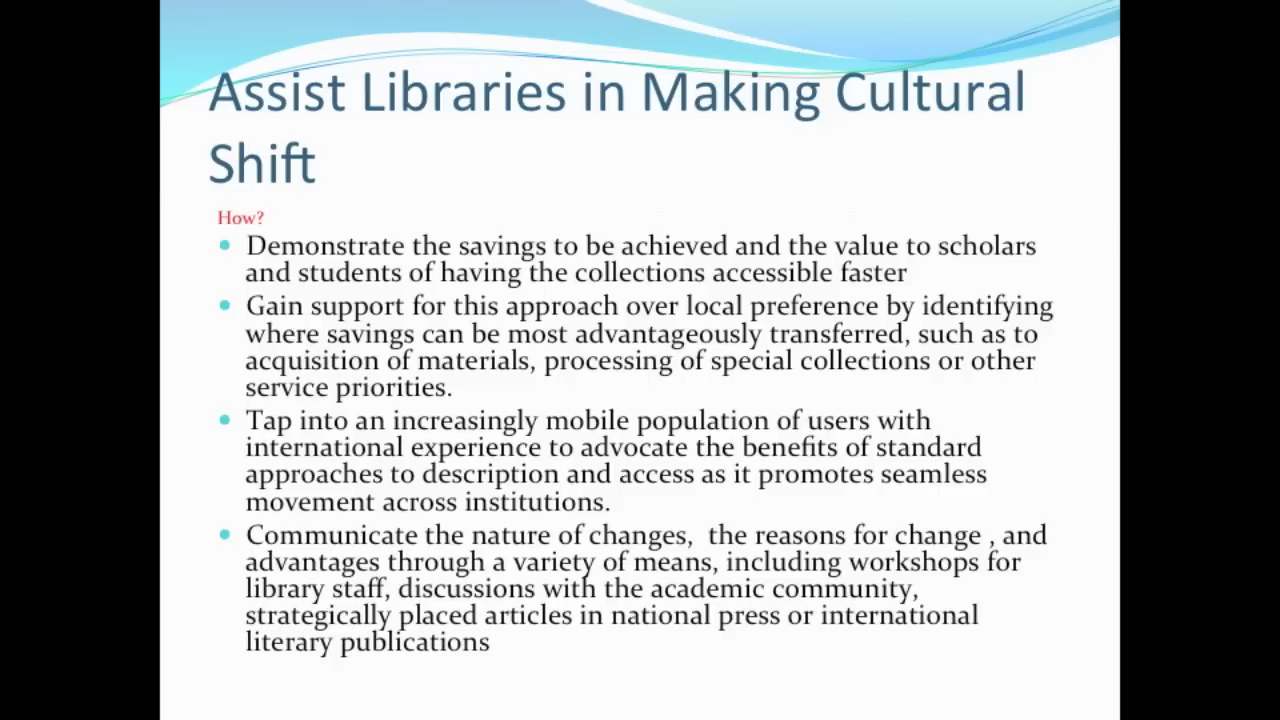 Assist Libraries in Making Cultural
Shift
How?
• Demonstrate the savings to be achieved and the value to scholars
and students of having the collections accessible faster
• Gain support for this approach over local preference by identifying
where savings can be most advantageously transferred, such as to
acquisition of materials, processing of special collections or other
service priorities.
• Tap into an increasingly mobile population of users with
international experience to advocate the benefits of standard
approaches to description and access as it promotes seamless
movement across institutions.
• Communicate the nature of changes,  the reasons for change , and
advantages through a variety of means, including workshops for
library staff, discussions with the academic community,
strategically placed articles in national press or international
literary publications